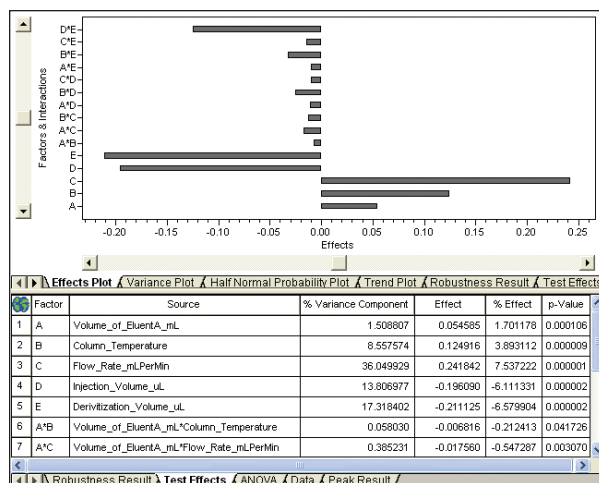 Factors & Interactions
D*E
C*E
B*E
A*E
C*D
B*D
A*D
B*C
A*C
A*B
E
D
C
B
A
-0.20 -0.15 -0.10 -0.05 0.00 0.05 0.10 0.15 0.20 0.25
Effects
Effects Plot Variance Plot Half Normal Probability Plot Trend Plot Robustness Result Test Effects
Factor Source % Variance Component Effect % Effect p-Value
1 A Volume_of_EluentA_mL 1.508807 0.054585 1.701178 0.000106
2 B Column_Temperature 8.557574 0.124916 3.893112 0.000009
3 C Flow_Rate_mLPerMin 36.049929 0.241842 7.537222 0.000001
4 D Injection_Volume_uL 13.806977 -0.196090 -6.111331 0.000002
5 E Derivitization_Volume_uL 17.318402 -0.211125 -6.579904 0.000002
6 A*B Volume_of_EluentA_mL*Column_Temperature 0.058030 -0.006816 -0.212413 0.041726
7 A*C Volume_of_EluentA_mL*Flow_Rate_mLPerMin 0.385231 -0.017560 -0.547287 0.003070
Robustness Result Test Effects ANOVA Data Peak Result